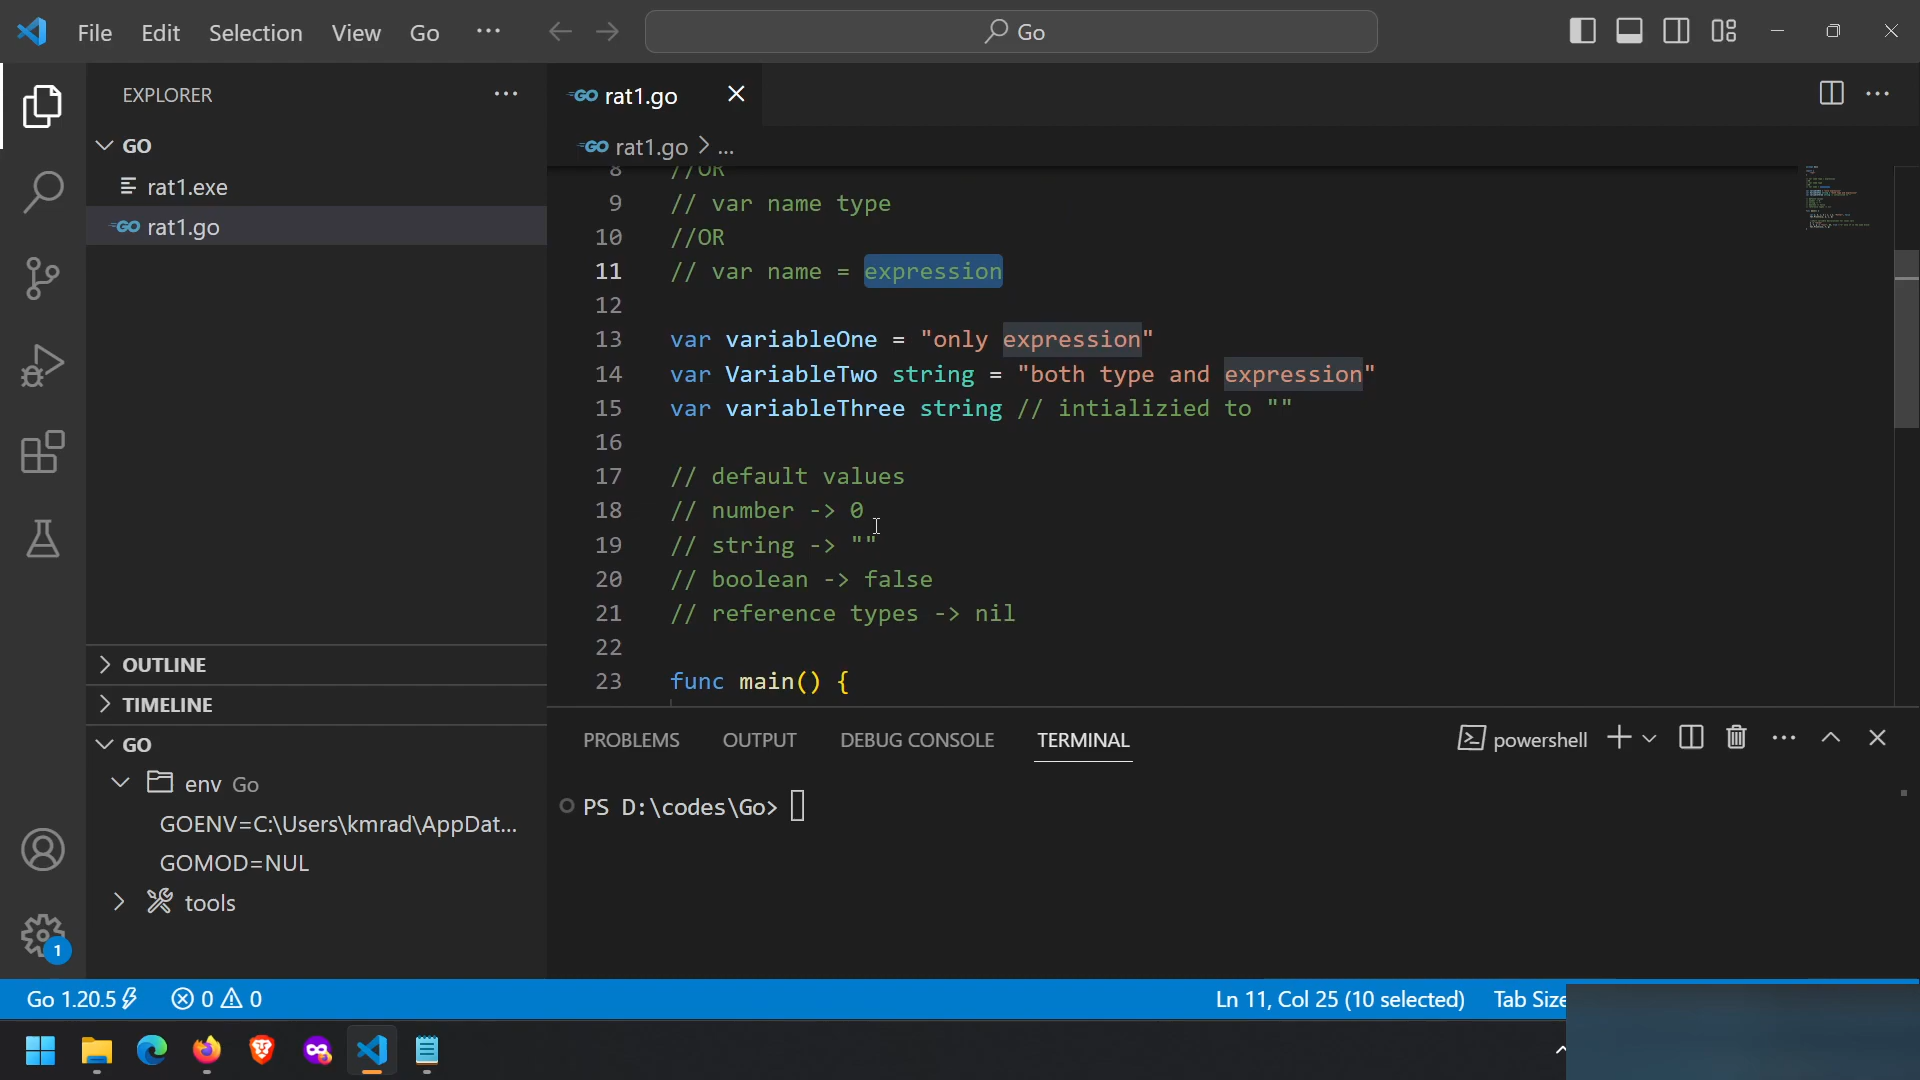 File Edit Selection View Go ··· Go
EXPLORER ···
GO
rat1.exe
GO rat1.go
OUTLINE
TIMELINE
GO
env Go
GOENV=C:\Users\kmrad\AppDat...
GOMOD=NUL
tools
1
GO rat1.go
GO rat1.go > ...
8 //OR
9 // var name type
10 //OR
11 // var name = expression
12
13 var variableOne = "only expression"
14 var VariableTwo string = "both type and expression"
15 var variableThree string // intializied to ""
16
17 // default values
18 // number -> 0
19 // string -> ""
20 // boolean -> false
21 // reference types -> nil
22
23 func main() {
PROBLEMS OUTPUT DEBUG CONSOLE TERMINAL powershell
PS D:\codes\Go>
Go 1.20.5 0 0 Ln 11, Col 25 (10 selected) Tab Size